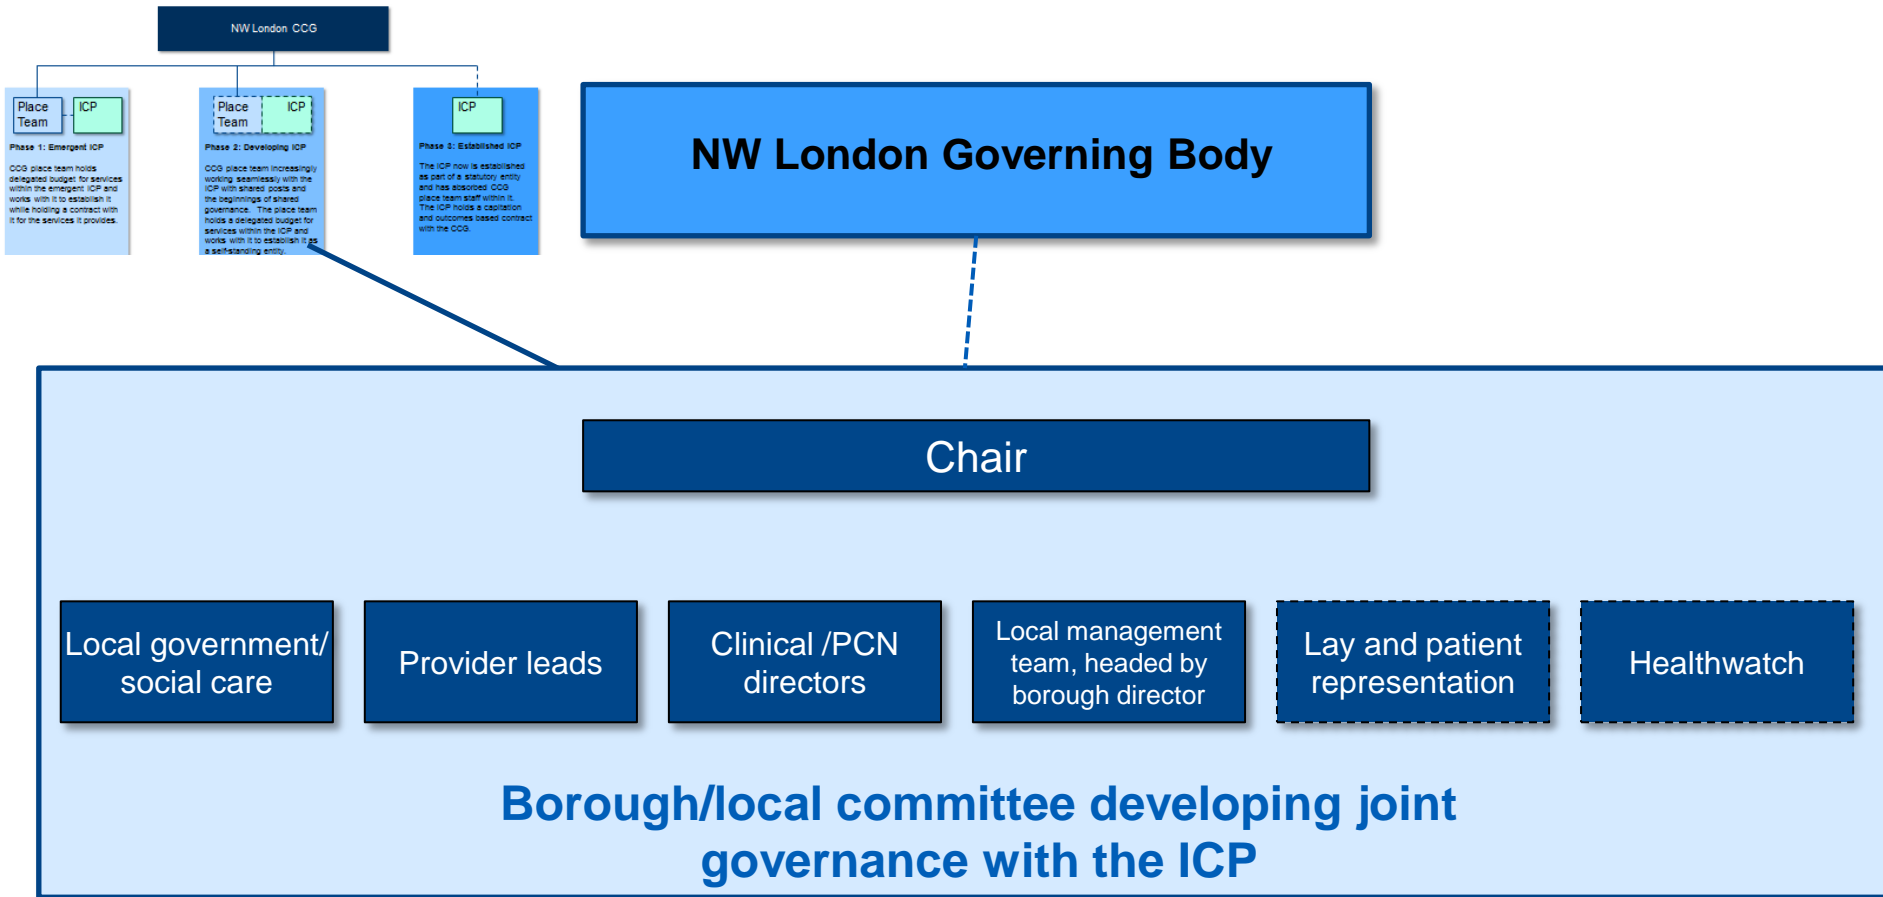 NW London CCG
Place
Team
ICP
Phase 1: Emergent ICP
CCG place team holds
delegated budget for services
within the emergent ICP and
works with it to establish it
while holding a contract with
it for the services it provides.
Place
Team
ICP
Phase 2: Developing ICP
CCG place team increasingly
working seamlessly with the
ICP with shared posts and
the beginnings of shared
governance. The place team
holds a delegated budget for
services within the ICP and
works with it to establish it as
a self-standing entity.
ICP
Phase 3: Established ICP
The ICP now is established
as part of a statutory entity
and has absorbed CCG
place team staff within it.
The ICP holds a capitation
and outcomes based contract
with the CCG.
NW London Governing Body
Chair
Local government/
social care
Provider leads
Clinical /PCN
directors
Local management
team, headed by
borough director
Lay and patient
representation
Healthwatch
Borough/local committee developing joint
governance with the ICP